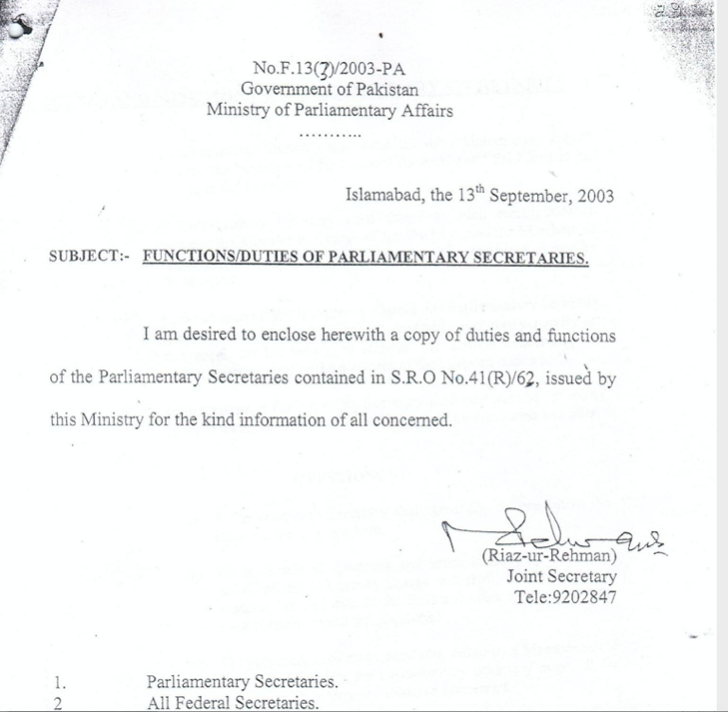 No.F.13(7)/2003-PA
Government of Pakistan
Ministry of Parliamentary Affairs
...........
Islamabad, the 13th September, 2003
SUBJECT:- FUNCTIONS/DUTIES OF PARLIAMENTARY SECRETARIES.
I am desired to enclose herewith a copy of duties and functions
of the Parliamentary Secretaries contained in S.R.O No.41(R)/62, issued by
this Ministry for the kind information of all concerned.
(Riaz-ur-Rehman)
Joint Secretary
Tele:9202847
1. Parliamentary Secretaries.
2 All Federal Secretaries.